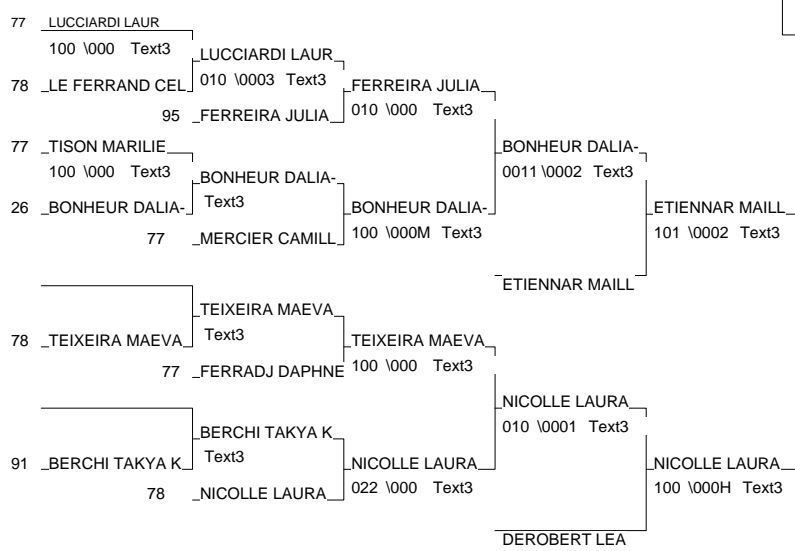 77 LUCCIARDI LAUR
100 \000 Text3
LUCCIARDI LAUR
78 LE FERRAND CEL
010 \0003 Text3
FERREIRA JULIA
95 FERREIRA JULIA
010 \000 Text3
77 TISON MARILIE
BONHEUR DALIA-
100 \000 Text3
0011 \0002 Text3
BONHEUR DALIA-
Text3
26 BONHEUR DALIA-
BONHEUR DALIA-
ETIENNAR MAILL
77 MERCIER CAMILL
100 \000M Text3
101 \0002 Text3
ETIENNAR MAILL
TEIXEIRA MAEVA
Text3
78 TEIXEIRA MAEVA
TEIXEIRA MAEVA
77 FERRADJ DAPHNE
100 \000 Text3
NICOLLE LAURA
010 \0001 Text3
BERCHI TAKYA K
Text3
91 BERCHI TAKYA K
NICOLLE LAURA
NICOLLE LAURA
78 NICOLLE LAURA
022 \000 Text3
100 \000H Text3
DEROBERT LEA